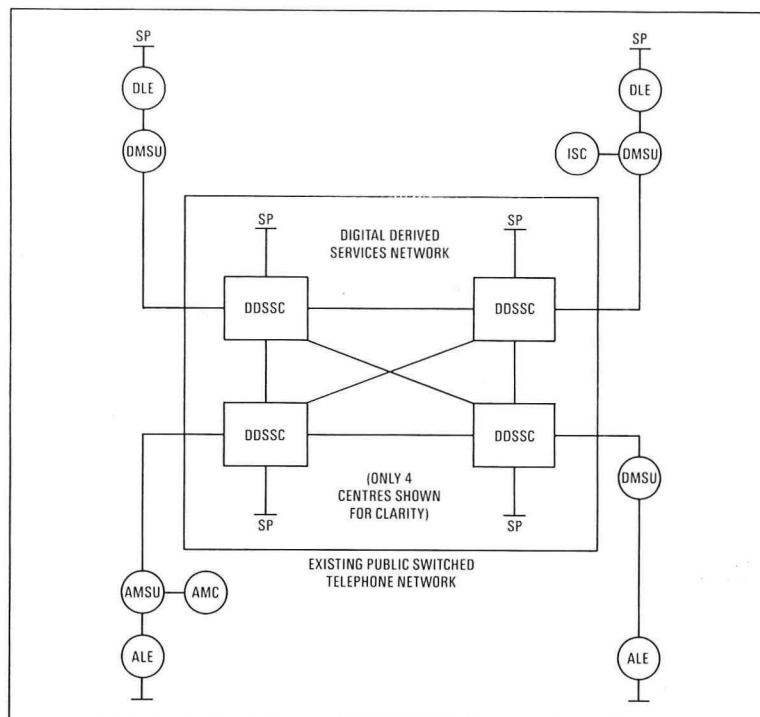 SP
SP
DLE
DLE
DMSU
ISC
DMSU
SP
DIGITAL DERIVED
SERVICES NETWORK
SP
DDSSC
DDSSC
DDSSC
DDSSC
(ONLY 4
CENTRES SHOWN
FOR CLARITY)
SP
SP
DMSU
EXISTING PUBLIC SWITCHED
TELEPHONE NETWORK
AMSU
AMC
ALE
ALE